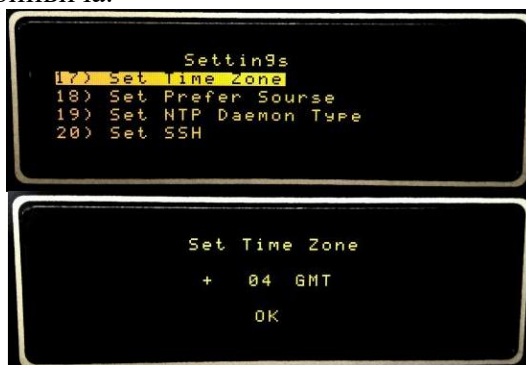 Settings
17) Set Time Zone
18) Set Prefer Sourse
19) Set NTP Daemon Type
20) Set SSH
Set Time Zone
+ 04 GMT
OK